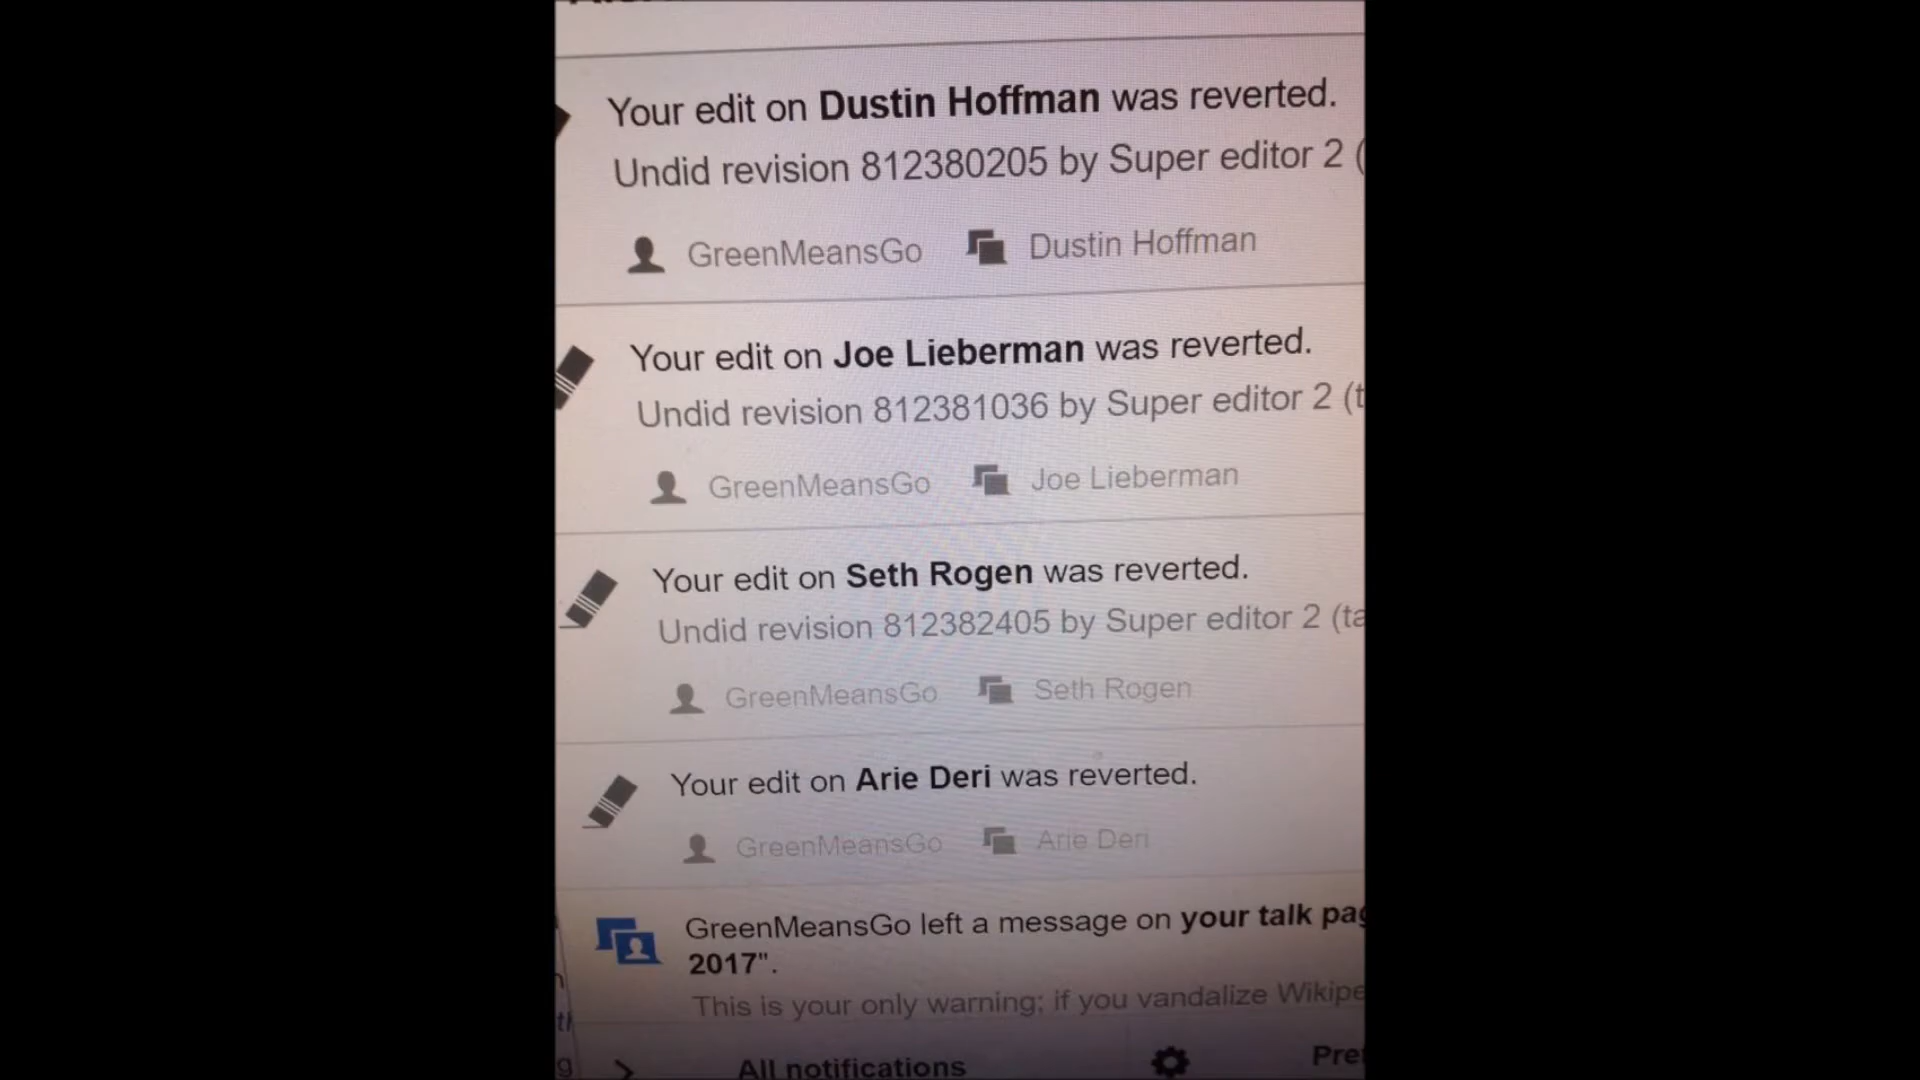 Your edit on Dustin Hoffman was reverted.
Undid revision 812380205 by Super editor 2 (
GreenMeansGo Dustin Hoffman
Your edit on Joe Lieberman was reverted.
Undid revision 812381036 by Super editor 2 (t
GreenMeansGo Joe Lieberman
Your edit on Seth Rogen was reverted.
Undid revision 812382405 by Super editor 2 (ta
GreenMeansGo Seth Rogen
Your edit on Arie Deri was reverted.
GreenMeansGo Arie Deri
GreenMeansGo left a message on your talk pag
2017".
This is your only warning; if you vandalize Wikipe
All notifications Pre